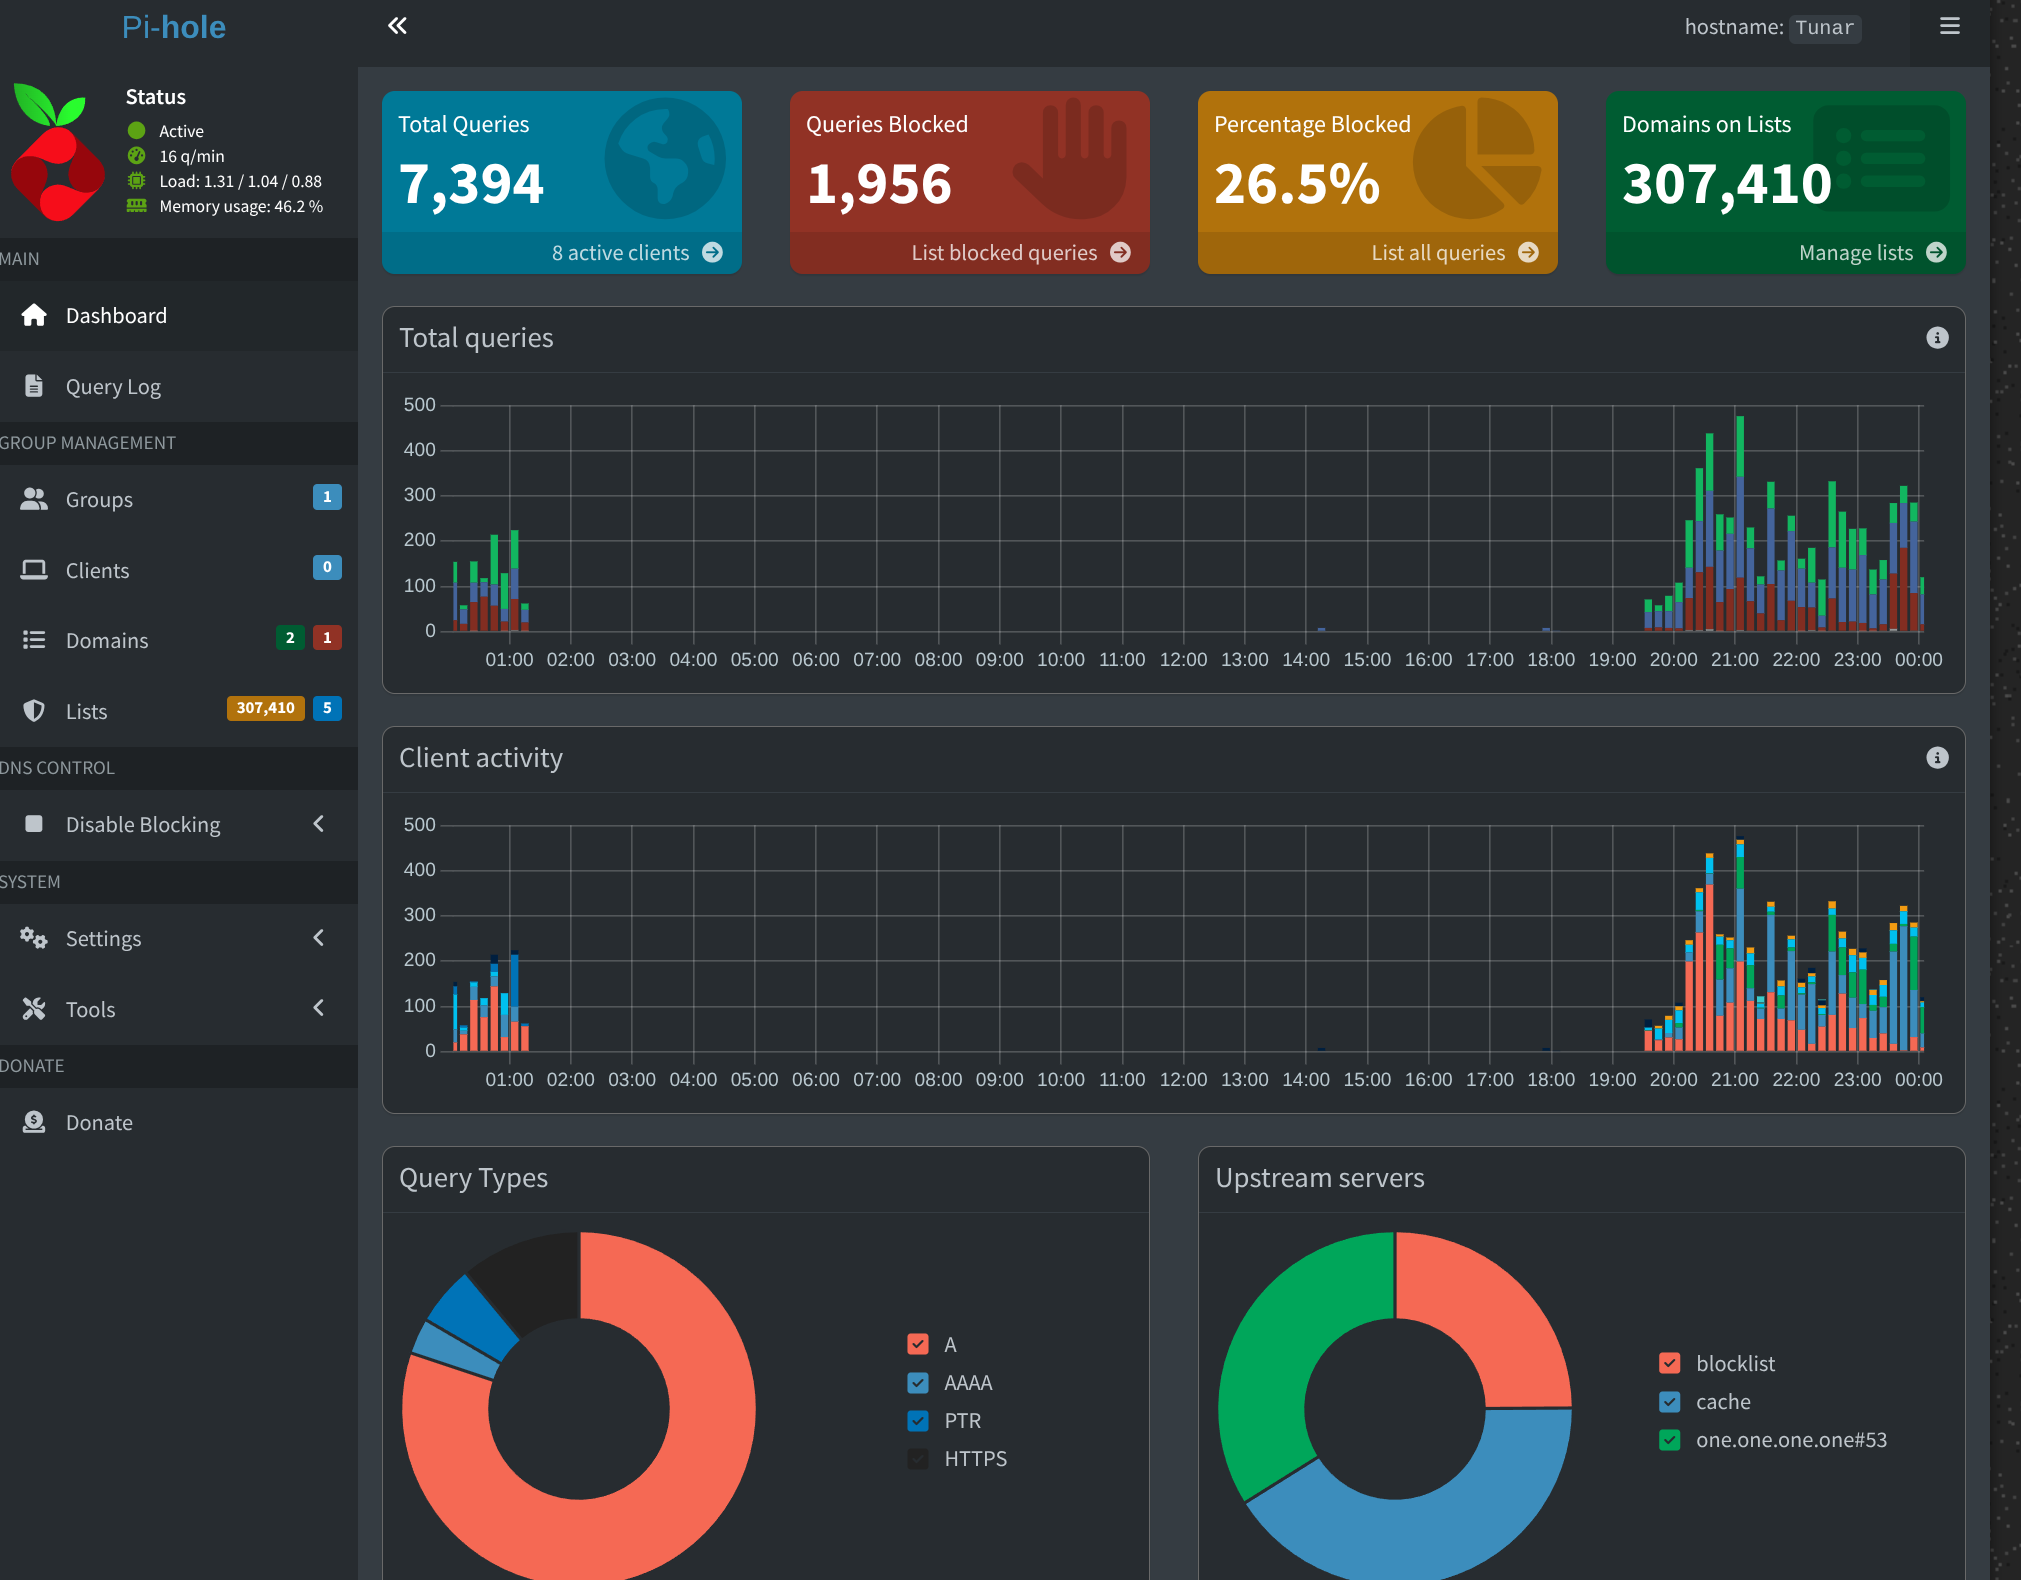 Pi-hole
hostname: Tunar
Status
Active
16 q/min
Load: 1.31 / 1.04 / 0.88
Memory usage: 46.2 %
MAIN
Dashboard
Query Log
GROUP MANAGEMENT
Groups 1
Clients 0
Domains 2 1
Lists 307,410 5
DNS CONTROL
Disable Blocking
SYSTEM
Settings
Tools
DONATE
Donate
Total Queries
7,394
8 active clients
Queries Blocked
1,956
List blocked queries
Percentage Blocked
26.5%
List all queries
Domains on Lists
307,410
Manage lists
Total queries
500
400
300
200
100
0
01:00 02:00 03:00 04:00 05:00 06:00 07:00 08:00 09:00 10:00 11:00 12:00 13:00 14:00 15:00 16:00 17:00 18:00 19:00 20:00 21:00 22:00 23:00 00:00
Client activity
500
400
300
200
100
0
01:00 02:00 03:00 04:00 05:00 06:00 07:00 08:00 09:00 10:00 11:00 12:00 13:00 14:00 15:00 16:00 17:00 18:00 19:00 20:00 21:00 22:00 23:00 00:00
Query Types
A
AAAA
PTR
HTTPS
Upstream servers
blocklist
cache
one.one.one.one#53